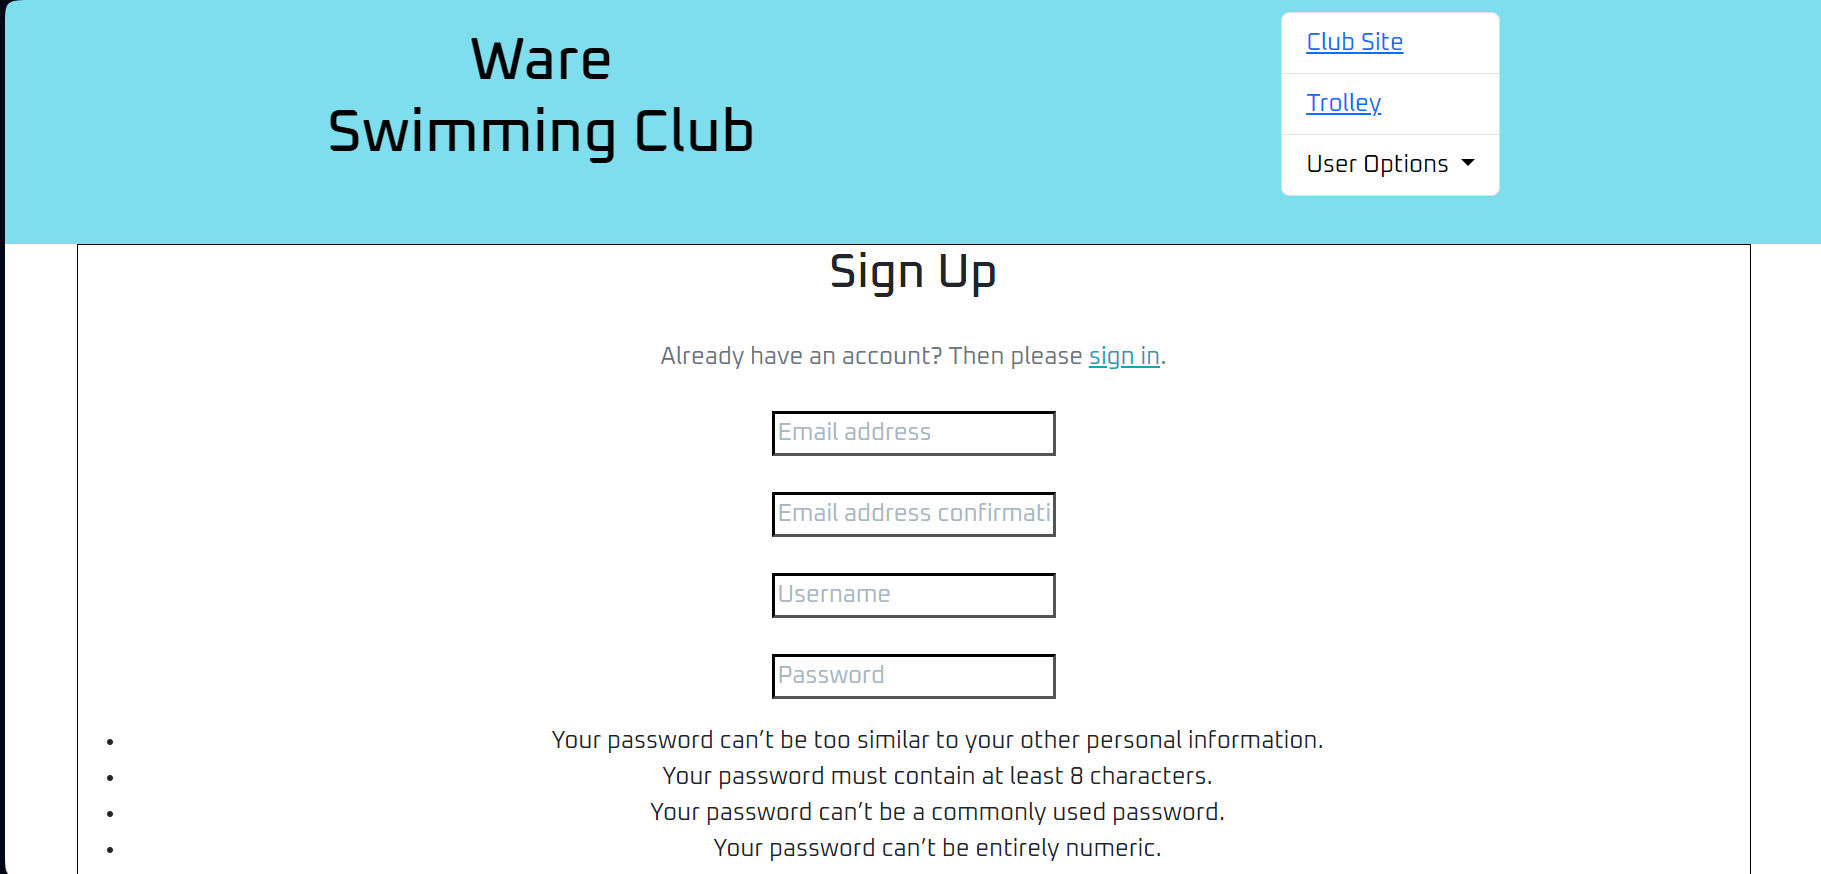 Ware
Swimming Club
Club Site
Trolley
User Options
Sign Up
Already have an account? Then please sign in.
Email address
Email address confirmati
Username
Password
Your password can’t be too similar to your other personal information.
Your password must contain at least 8 characters.
Your password can’t be a commonly used password.
Your password can’t be entirely numeric.